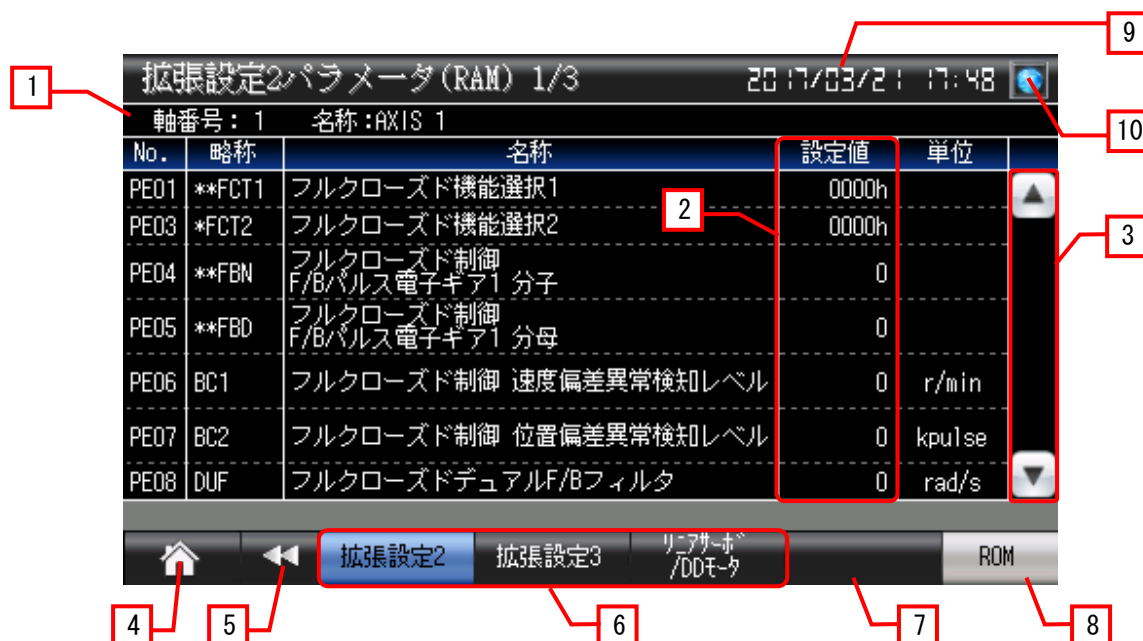 9
拡張設定2パラメータ(RAM) 1/3
2017/03/21 17:48
1
10
軸番号: 1 名称:AXIS 1
No. 略称 名称 設定値 単位
PE01 **FCT1 フルクローズド機能選択1 0000h
2
PE03 *FCT2 フルクローズド機能選択2 0000h
3
PE04 **FBN フルクローズド制御
F/Bパルス電子ギア1 分子 0
PE05 **FBD フルクローズド制御
F/Bパルス電子ギア1 分母 0
PE06 BC1 フルクローズド制御 速度偏差異常検知レベル 0 r/min
PE07 BC2 フルクローズド制御 位置偏差異常検知レベル 0 kpulse
PE08 DUF フルクローズドデュアルF/Bフィルタ 0 rad/s
拡張設定2 拡張設定3 リニアサーボ
/DDモータ
ROM
4 5 6 7 8